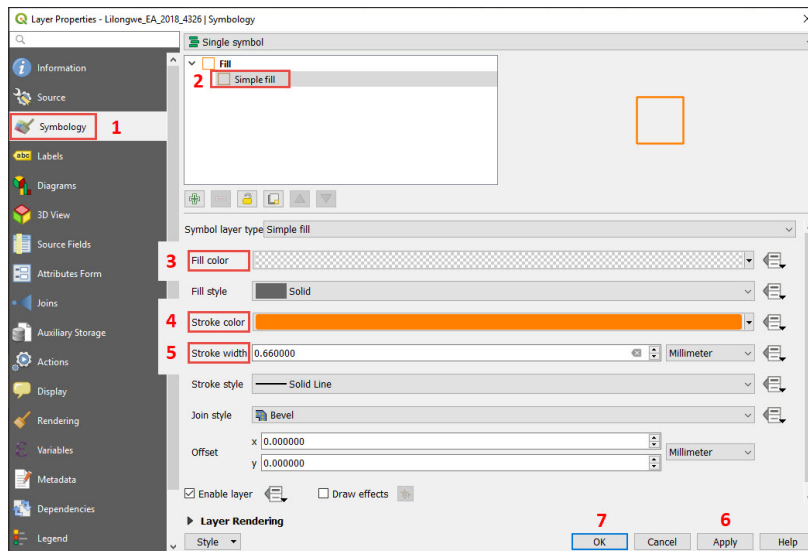 Layer Properties - Lilongwe_EA_2018_4326 | Symbology
Single symbol
Information
Source
1 Symbology
abc Labels
Diagrams
3D View
Source Fields
Attributes Form
Joins
Auxiliary Storage
Actions
Display
Rendering
Variables
Metadata
Dependencies
Legend
Fill
2 Simple fill
Symbol layer type Simple fill
3 Fill color
Fill style Solid
4 Stroke color
5 Stroke width 0.660000 Millimeter
Stroke style Solid Line
Join style Bevel
Offset x 0.000000 Millimeter
y 0.000000
Enable layer Draw effects
Layer Rendering
7 6
Style OK Cancel Apply Help